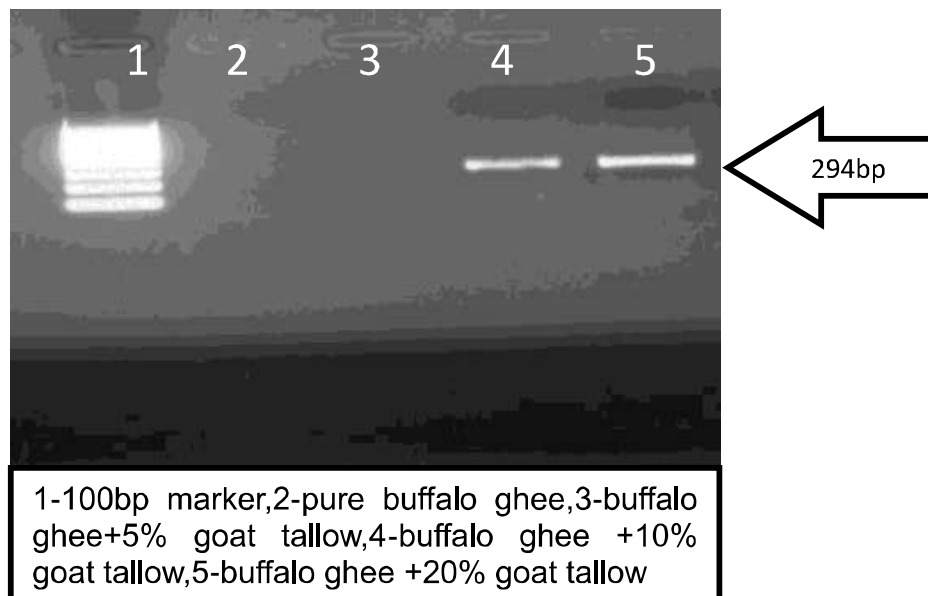 1 2 3 4 5
294bp
1-100bp marker,2-pure buffalo ghee,3-buffalo
ghee+5% goat tallow,4-buffalo ghee +10%
goat tallow,5-buffalo ghee +20% goat tallow